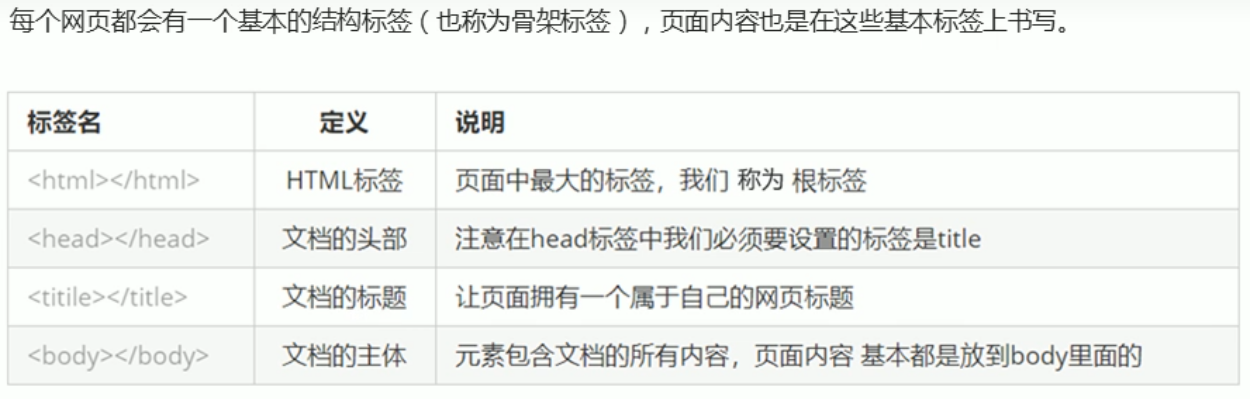 每个网页都会有一个基本的结构标签（也称为骨架标签），页面内容也是在这些基本标签上书写。
标签名 定义 说明
<html></html> HTML标签 页面中最大的标签，我们 称为 根标签
<head></head> 文档的头部 注意在head标签中我们必须要设置的标签是title
<titile></title> 文档的标题 让页面拥有一个属于自己的网页标题
<body></body> 文档的主体 元素包含文档的所有内容，页面内容 基本都是放到body里面的